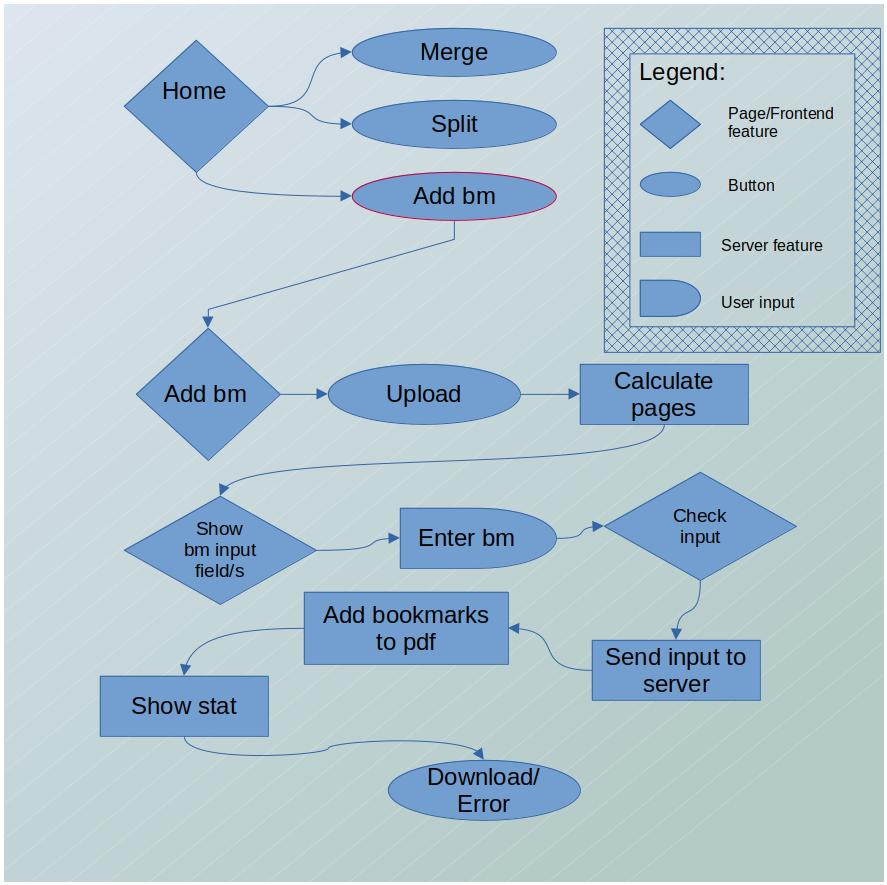 Home
Merge
Split
Add bm
Legend:
Page/Frontend
feature
Button
Server feature
User input
Add bm
Upload
Calculate
pages
Show
bm input
field/s
Enter bm
Check
input
Add bookmarks
to pdf
Send input to
server
Show stat
Download/
Error